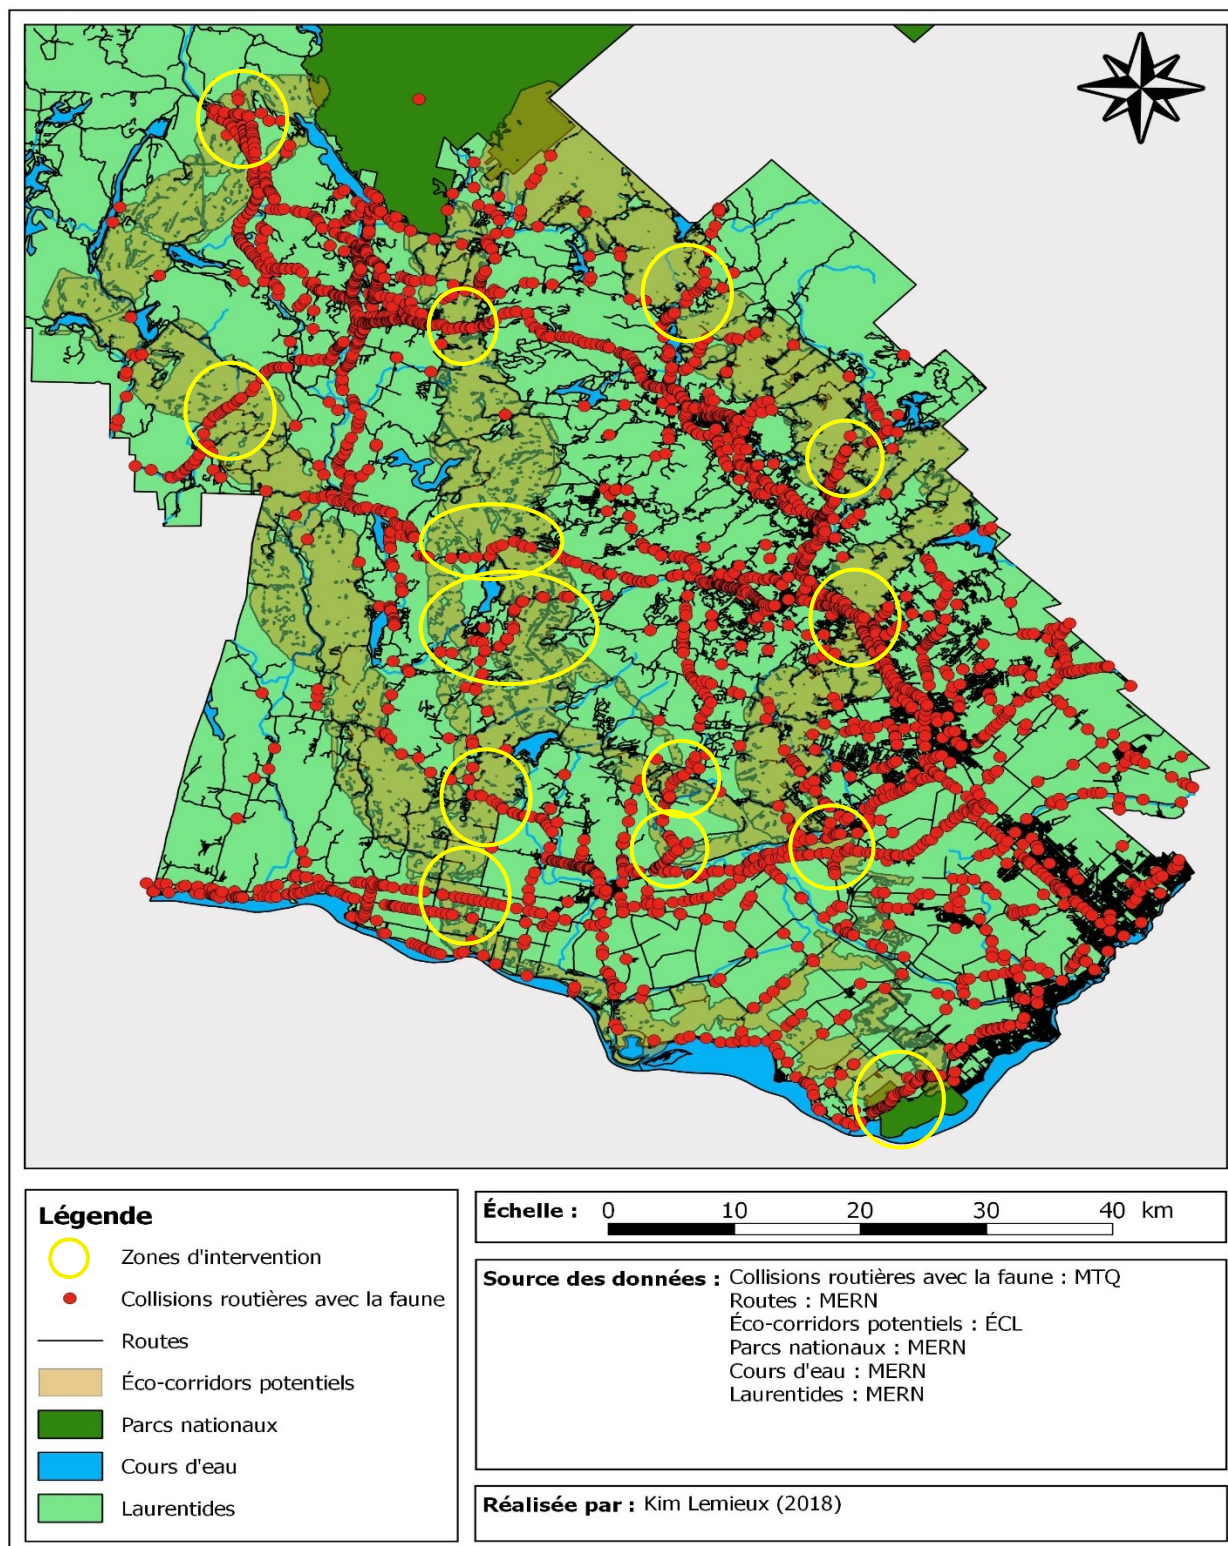 Légende
Zones d'intervention
Collisions routières avec la faune
Routes
Éco-corridors potentiels
Parcs nationaux
Cours d'eau
Laurentides
Échelle : 0 10 20 30 40 km
Source des données : Collisions routières avec la faune : MTQ
Routes : MERN
Éco-corridors potentiels : ÉCL
Parcs nationaux : MERN
Cours d'eau : MERN
Laurentides : MERN
Réalisée par : Kim Lemieux (2018)